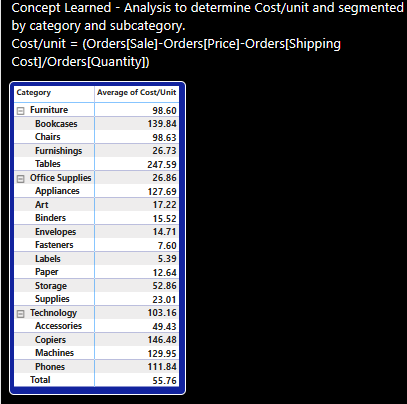 Concept Learned - Analysis to determine Cost/unit and segmented
by category and subcategory.
Cost/unit = (Orders[Sale]-Orders[Price]-Orders[Shipping
Cost]/Orders[Quantity])
Category Average of Cost/Unit
Furniture 98.60
Bookcases 139.84
Chairs 98.63
Furnishings 26.73
Tables 247.59
Office Supplies 26.86
Appliances 127.69
Art 17.22
Binders 15.52
Envelopes 14.71
Fasteners 7.60
Labels 5.39
Paper 12.64
Storage 52.86
Supplies 23.01
Technology 103.16
Accessories 49.43
Copiers 146.48
Machines 129.95
Phones 111.84
Total 55.76